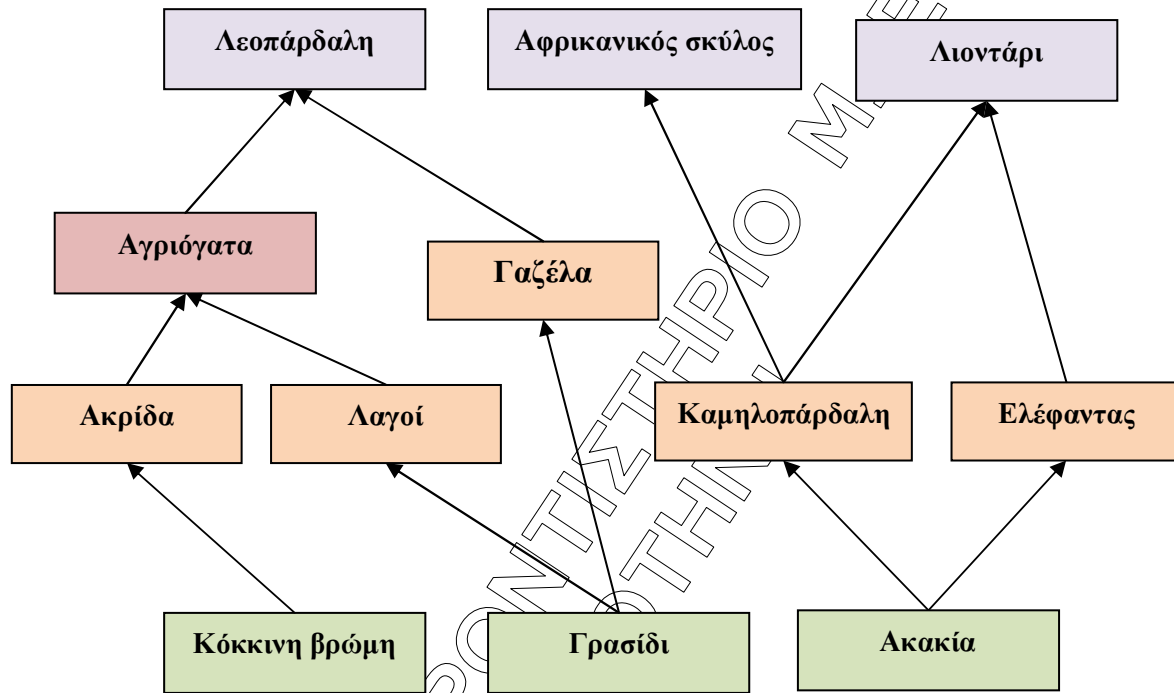 Λεοπάρδαλη
Αφρικανικός σκύλος
Λιοντάρι
Αγριόγατα
Γαζέλα
Ακρίδα
Λαγοί
Καμηλοπάρδαλη
Ελέφαντας
Κόκκινη βρώμη
Γρασίδι
Ακακία